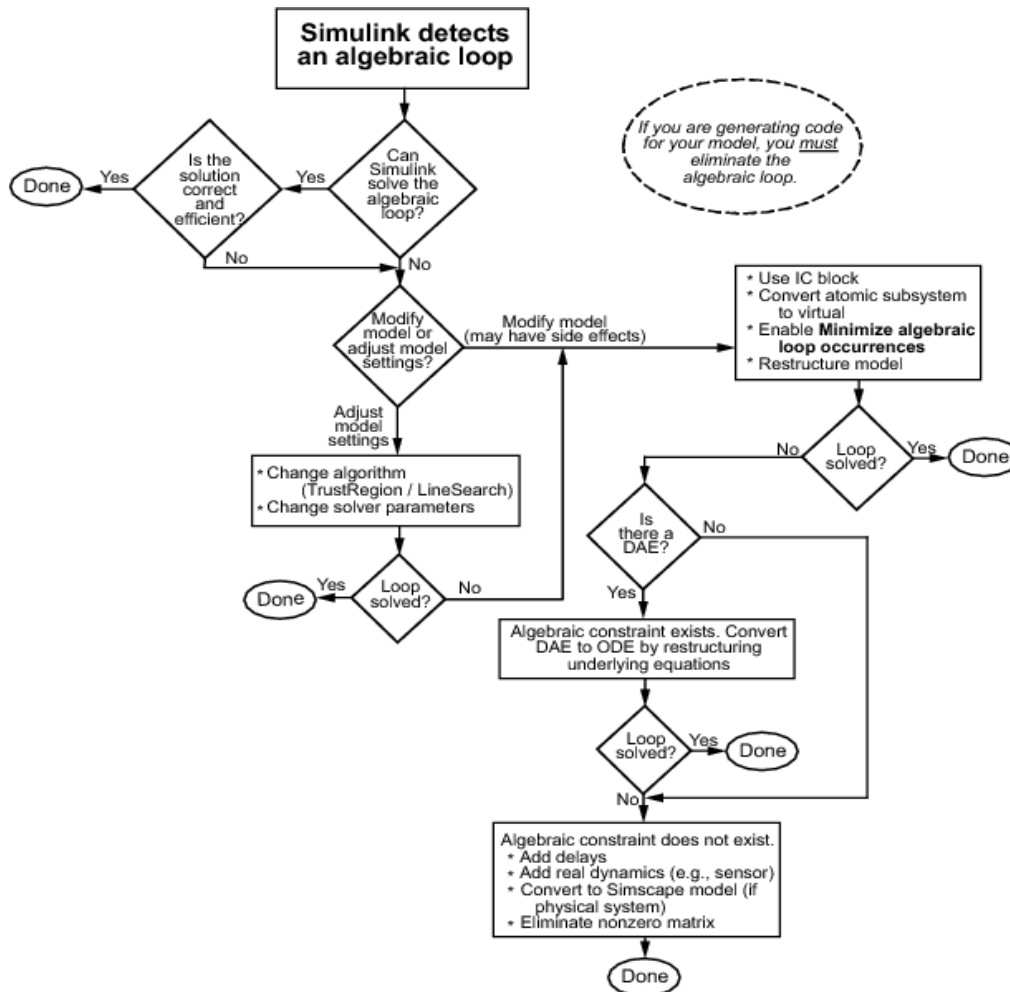 Simulink detects
an algebraic loop
If you are generating code
for your model, you must
eliminate the
algebraic loop.
Can
Simulink
solve the
algebraic
loop?
Yes
Is the
solution
correct
and
efficient?
Yes
Done
No
No
Modify
model or
adjust model
settings?
Modify model
(may have side effects)
* Use IC block
* Convert atomic subsystem
to virtual
* Enable Minimize algebraic
loop occurrences
* Restructure model
Adjust
model
settings
* Change algorithm
(TrustRegion / LineSearch)
* Change solver parameters
Loop
solved?
Yes
Done
No
Loop
solved?
Yes
Done
No
Is
there a
DAE?
No
Yes
Algebraic constraint exists. Convert
DAE to ODE by restructuring
underlying equations
Loop
solved?
Yes
Done
No
Algebraic constraint does not exist.
* Add delays
* Add real dynamics (e.g., sensor)
* Convert to Simscape model (if
physical system)
* Eliminate nonzero matrix
Done